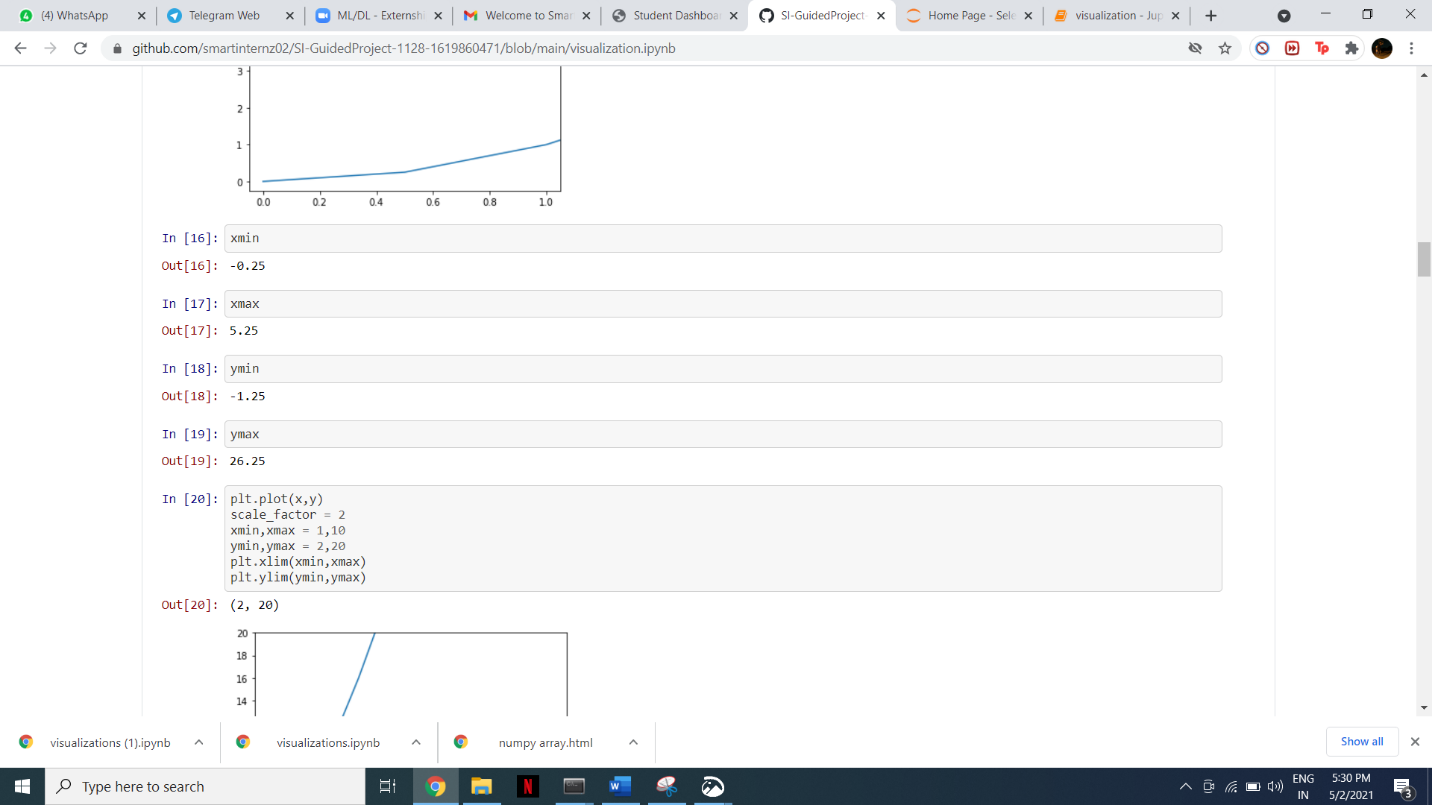 (4) WhatsApp
Telegram Web
ML/DL - Externshi
Welcome to Smar
Student Dashboar
SI-GuidedProject
Home Page - Sele
visualization - Jup
github.com/smartinternz02/SI-GuidedProject-1128-1619860471/blob/main/visualization.ipynb
Tp
3
2
1
0
0.0 0.2 0.4 0.6 0.8 1.0
In [16]: xmin
Out[16]: -0.25
In [17]: xmax
Out[17]: 5.25
In [18]: ymin
Out[18]: -1.25
In [19]: ymax
Out[19]: 26.25
In [20]: plt.plot(x,y)
scale_factor = 2
xmin,xmax = 1,10
ymin,ymax = 2,20
plt.xlim(xmin,xmax)
plt.ylim(ymin,ymax)
Out[20]: (2, 20)
20
18
16
14
visualizations (1).ipynb
visualizations.ipynb
numpy array.html
Show all
Type here to search
N
W
ENG
IN
5:30 PM
5/2/2021
3